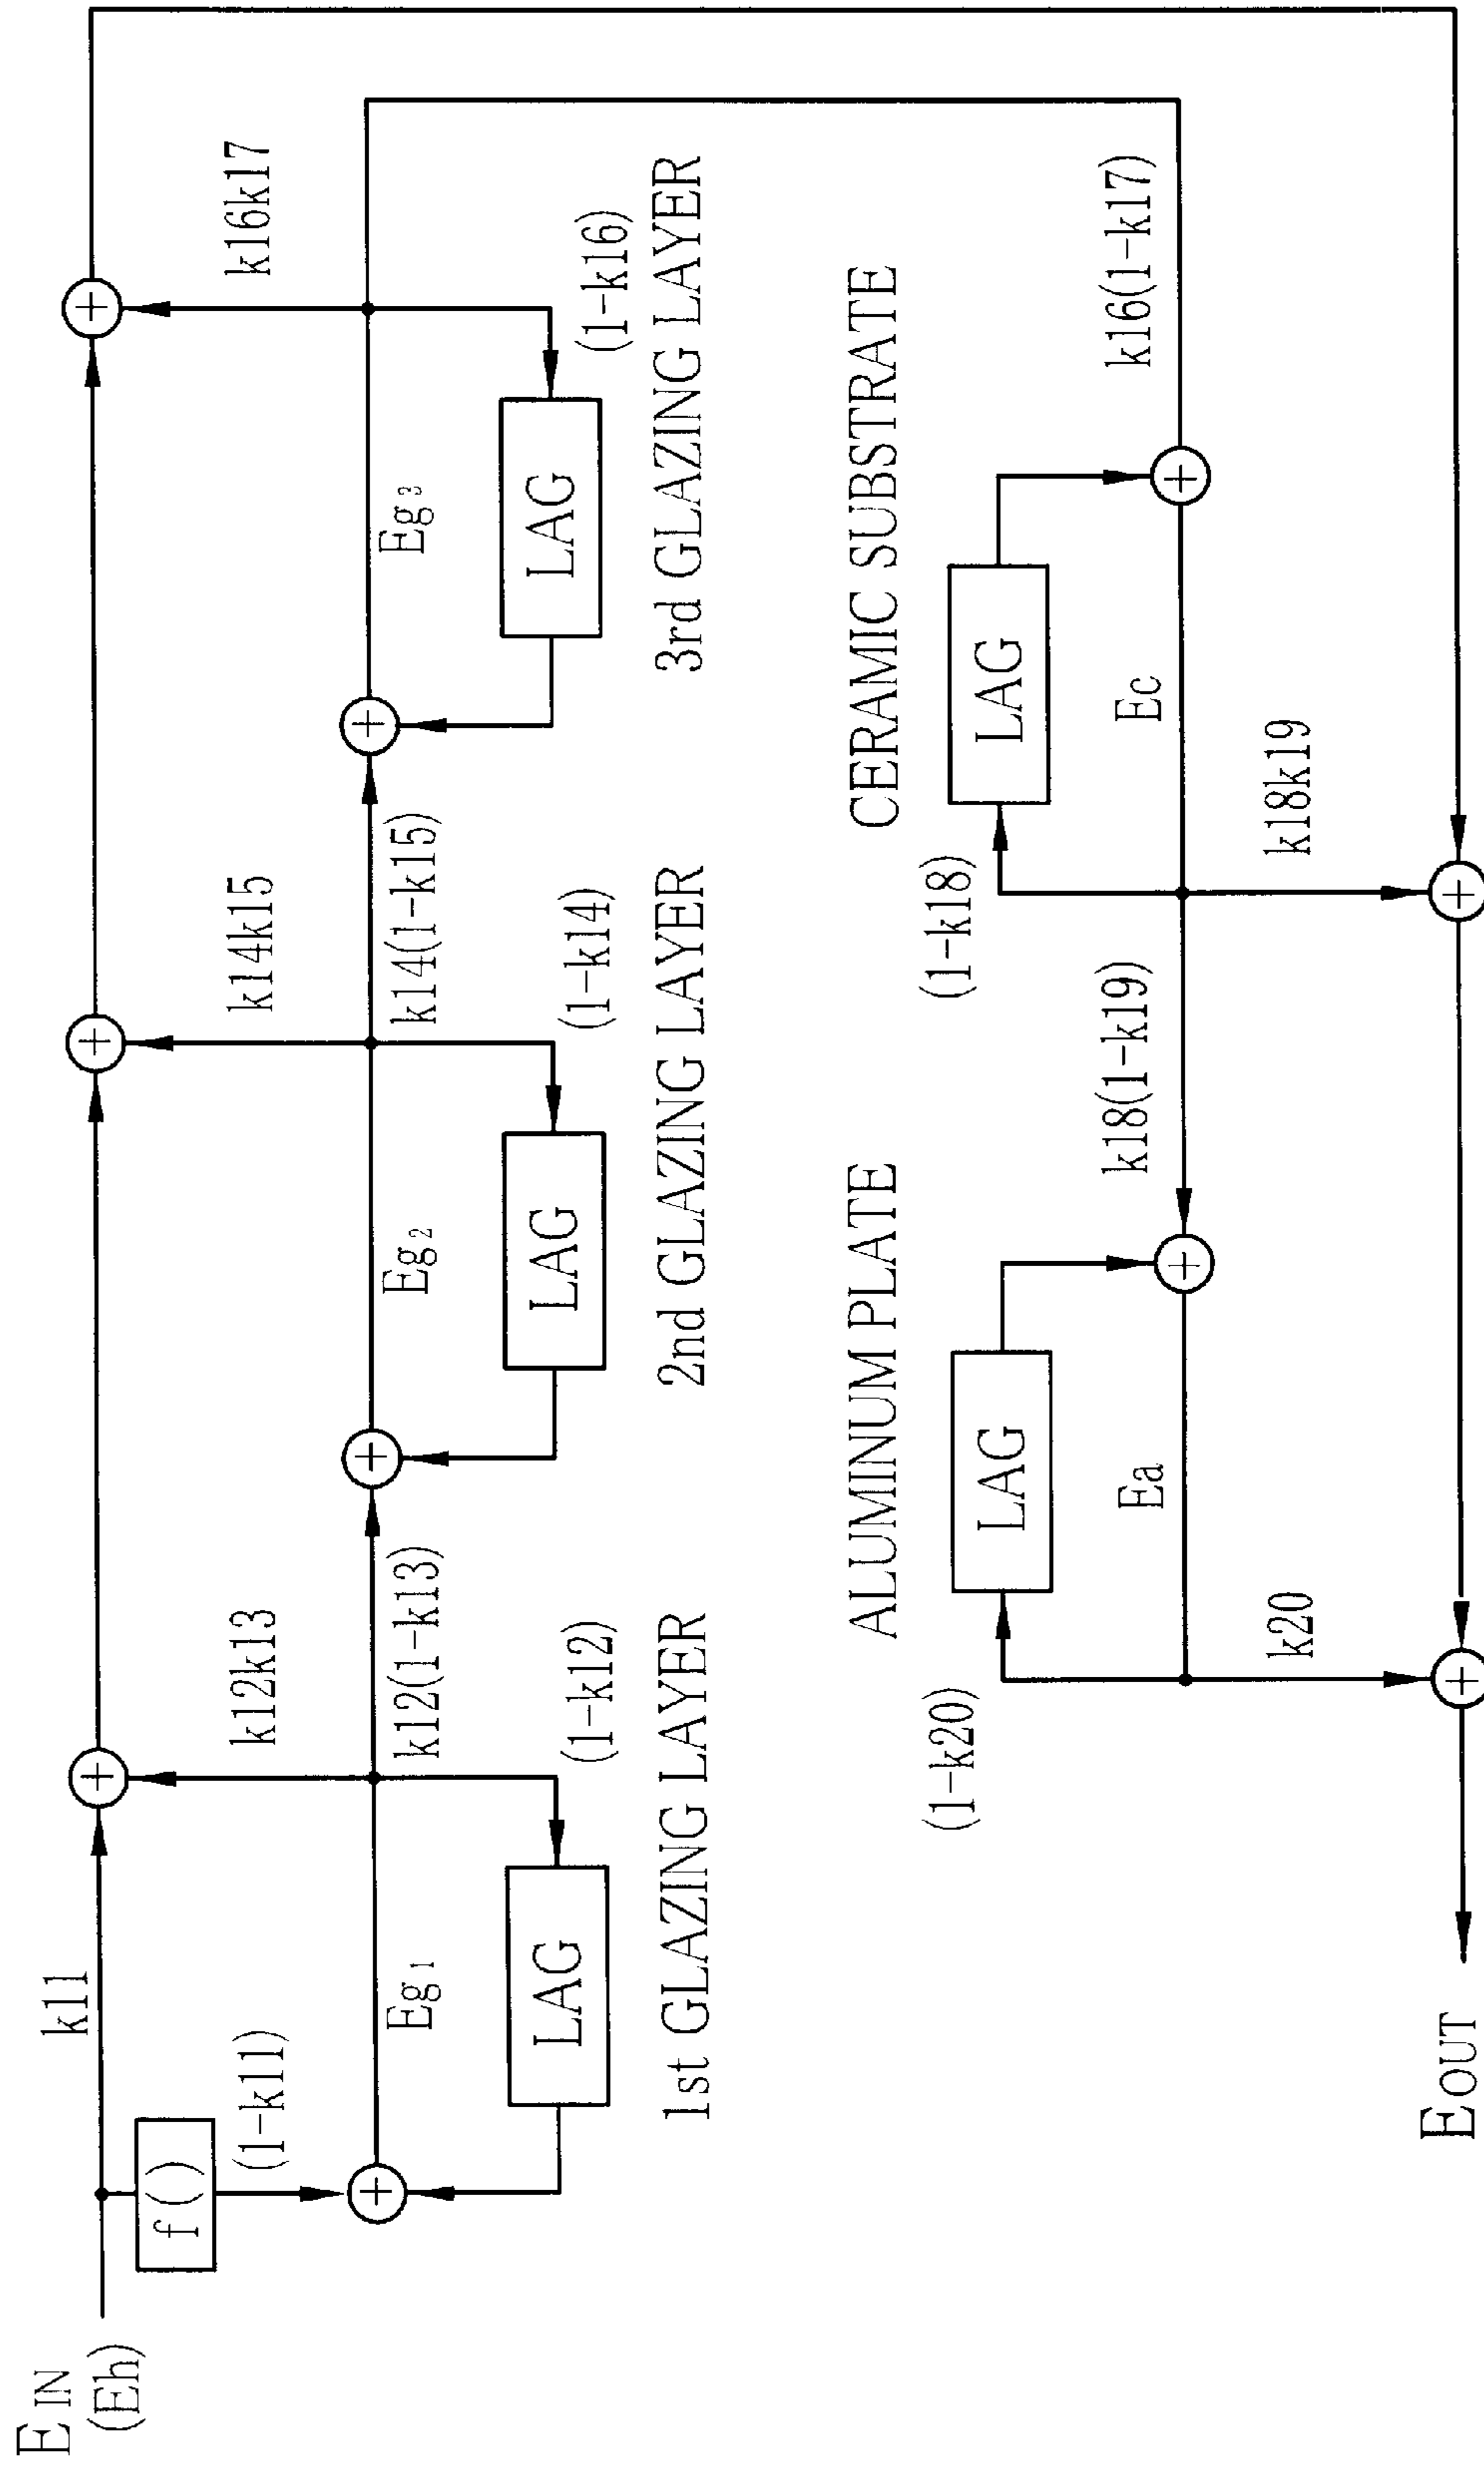 E IN
(Eh)
k11
f()
(1-k11)
k12k13
k14k15
k16k17
Eg1
k12(1-k13)
Eg2
k14(1-k15)
Eg3
LAG
(1-k12)
LAG
(1-k14)
LAG
(1-k16)
1st GLAZING LAYER
2nd GLAZING LAYER
3rd GLAZING LAYER
ALUMINUM PLATE
CERAMIC SUBSTRATE
(1-k20)
LAG
(1-k18)
LAG
Ea
k18(1-k19)
Ec
k16(1-k17)
k20
k18k19
E OUT